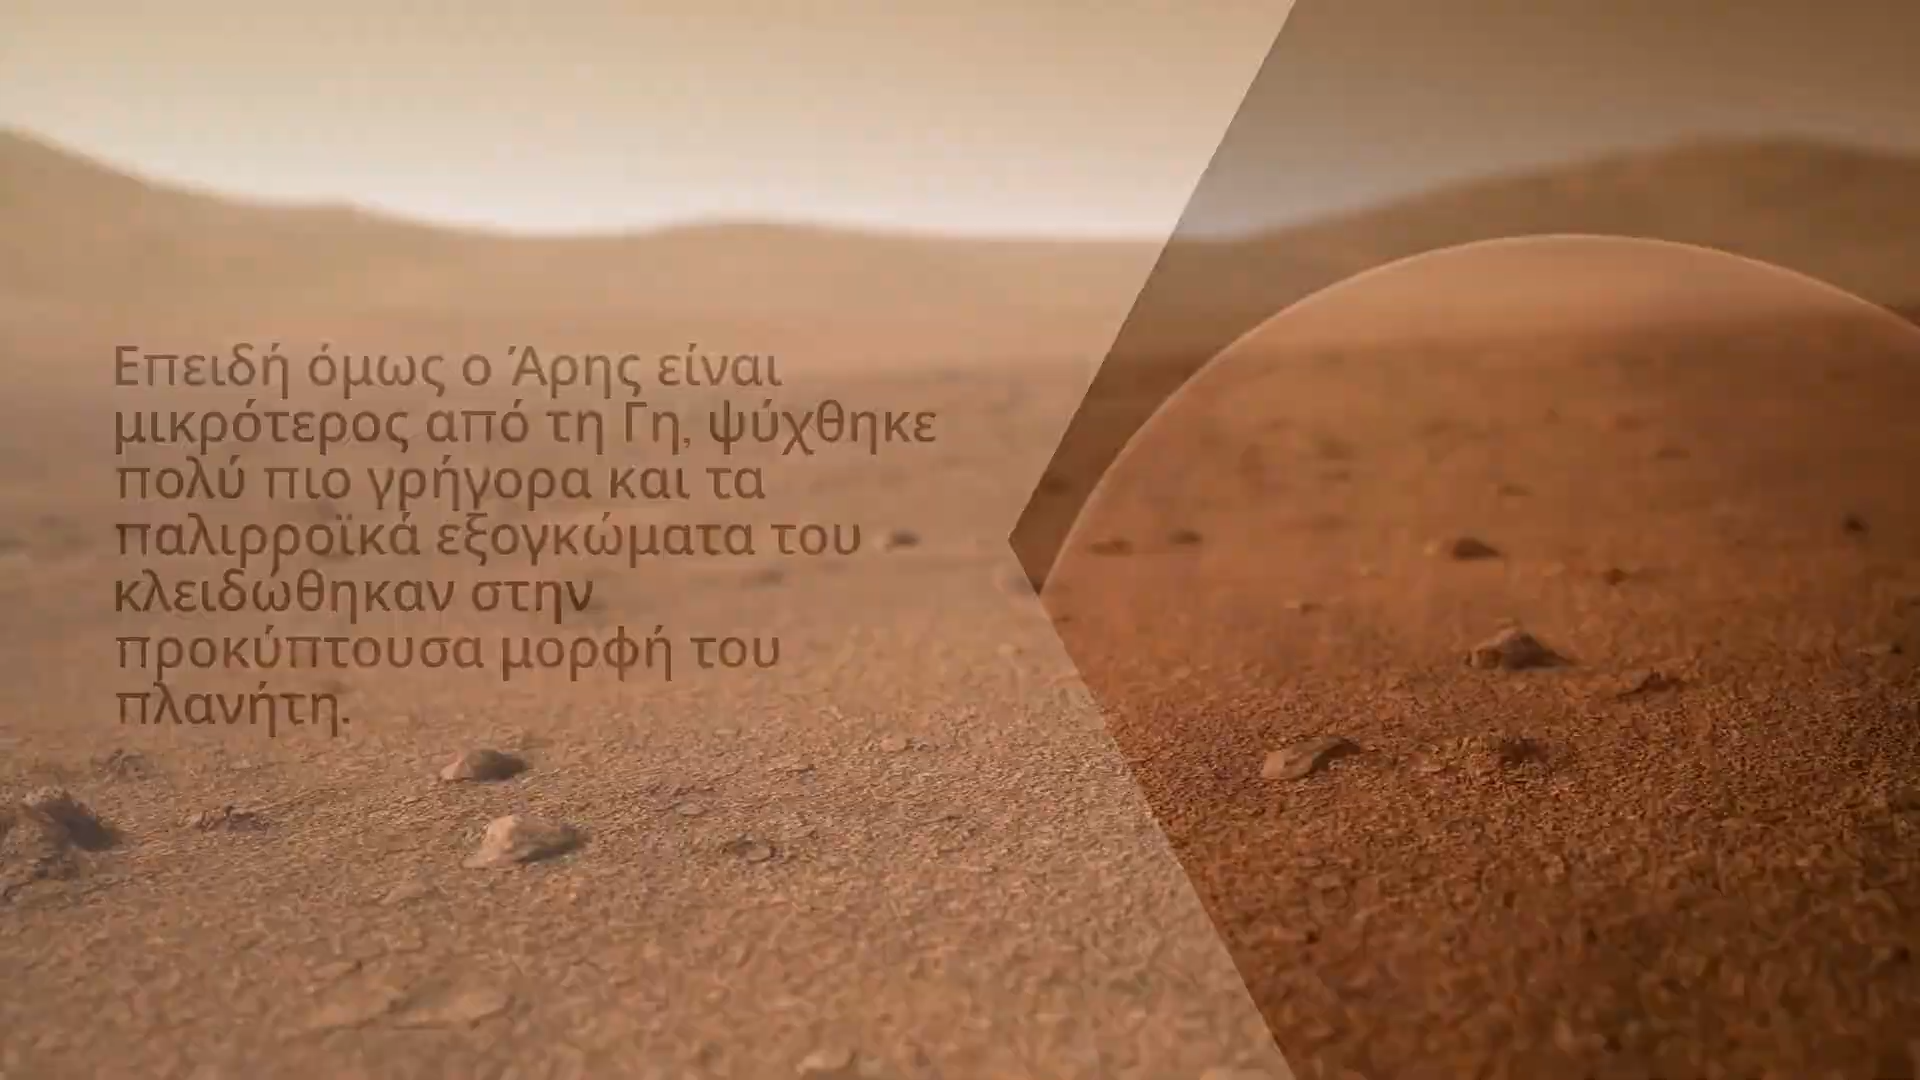 Επειδή όμως ο Άρης είναι
μικρότερος από τη Γη, ψύχθηκε
πολύ πιο γρήγορα και τα
παλιρροϊκά εξογκώματα του
κλειδώθηκαν στην
προκύπτουσα μορφή του
πλανήτη.